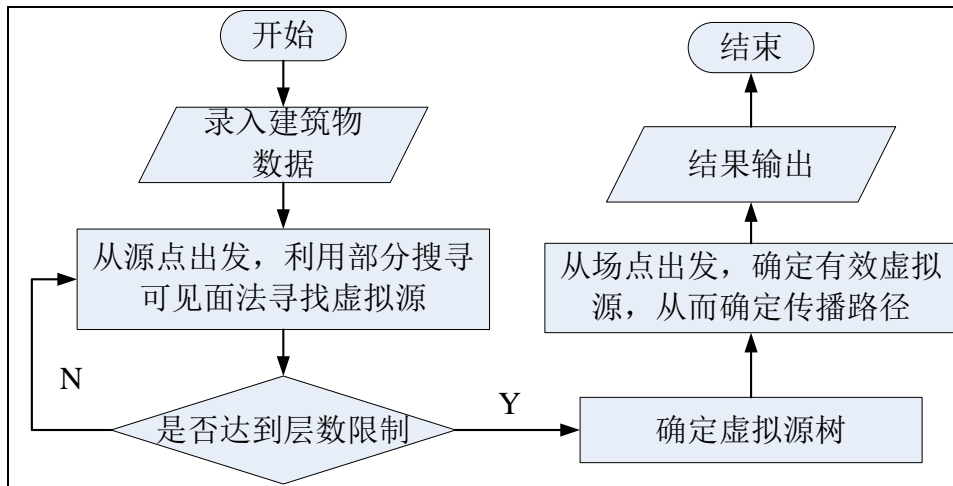 开始
录入建筑物
数据
从源点出发，利用部分搜寻
可见面法寻找虚拟源
N
是否达到层数限制
Y
确定虚拟源树
从场点出发，确定有效虚拟
源，从而确定传播路径
结果输出
结束